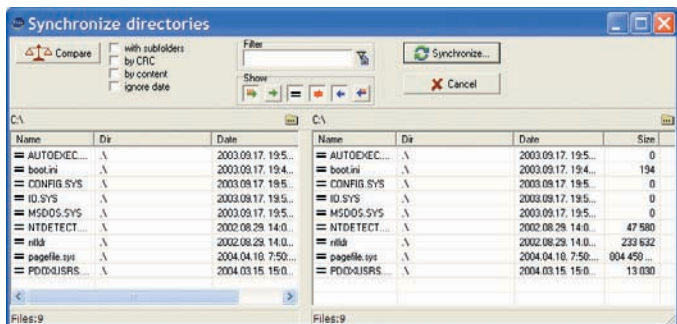 Synchronize directories
Compare
with subfolders
by CRC
by content
ignore date
Filter
Show
Synchronize...
Cancel
C:\ C:\
Name Dir Date Name Dir Date Size
AUTOEXEC.... .\ 2003.09.17. 19:5... AUTOEXEC.... .\ 2003.09.17. 19:5... 0
boot.ini .\ 2003.09.17. 19:4... boot.ini .\ 2003.09.17. 19:4... 194
CONFIG.SYS .\ 2003.09.17. 19:5... CONFIG.SYS .\ 2003.09.17. 19:5... 0
IO.SYS .\ 2003.09.17. 19:5... IO.SYS .\ 2003.09.17. 19:5... 0
MSDOS.SYS .\ 2003.09.17. 19:5... MSDOS.SYS .\ 2003.09.17. 19:5... 0
NTDETECT.... .\ 2002.08.29. 14:0... NTDETECT.... .\ 2002.08.29. 14:0... 47 580
ntldr .\ 2002.08.29. 14:0... ntldr .\ 2002.08.29. 14:0... 233 632
pagefile.sys .\ 2004.04.18. 7:50:... pagefile.sys .\ 2004.04.18. 7:50:... 804 458 ...
PDOXUSRS.... .\ 2004.03.15. 15:0... PDOXUSRS.... .\ 2004.03.15. 15:0... 13 030
Files:9 Files:9